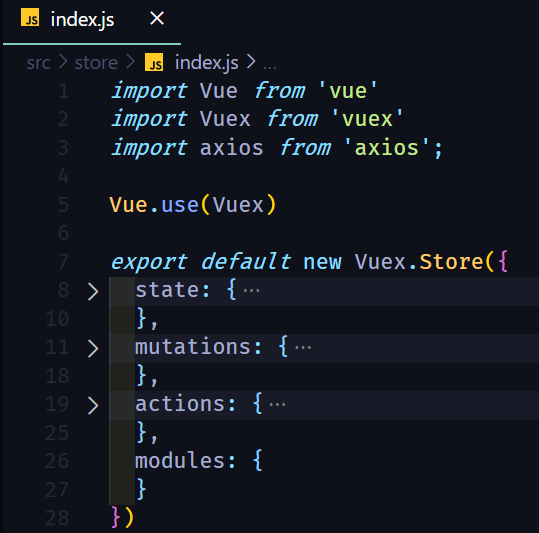 JS index.js ×
src > store > JS index.js > ...
1 import Vue from 'vue'
2 import Vuex from 'vuex'
3 import axios from 'axios';
4
5 Vue.use(Vuex)
6
7 export default new Vuex.Store({
8 > state: { ...
10 },
11 > mutations: { ...
18 },
19 > actions: { ...
25 },
26 modules: {
27 }
28 })